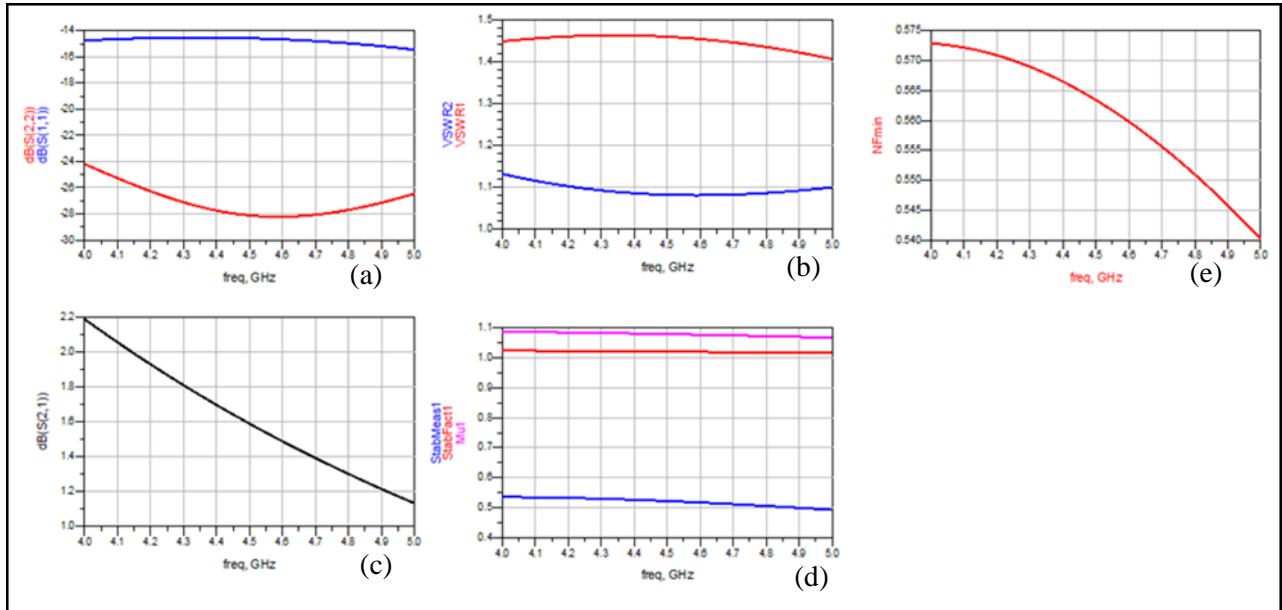 dB(S(2,2))
dB(S(1,1))
-14
-16
-18
-20
-22
-24
-26
-28
-30
4.0 4.1 4.2 4.3 4.4 4.5 4.6 4.7 4.8 4.9 5.0
freq, GHz
(a)
VSWR2
VSWR1
1.5
1.4
1.3
1.2
1.1
1.0
4.0 4.1 4.2 4.3 4.4 4.5 4.6 4.7 4.8 4.9 5.0
freq, GHz
(b)
NFmin
0.575
0.570
0.565
0.560
0.555
0.550
0.545
0.540
4.0 4.1 4.2 4.3 4.4 4.5 4.6 4.7 4.8 4.9 5.0
freq, GHz
(e)
dB(S(2,1))
2.2
2.0
1.8
1.6
1.4
1.2
1.0
4.0 4.1 4.2 4.3 4.4 4.5 4.6 4.7 4.8 4.9 5.0
freq, GHz
(c)
StabMeas1
StabFact1
Mu1
1.1
1.0
0.9
0.8
0.7
0.6
0.5
0.4
4.0 4.1 4.2 4.3 4.4 4.5 4.6 4.7 4.8 4.9 5.0
freq, GHz
(d)